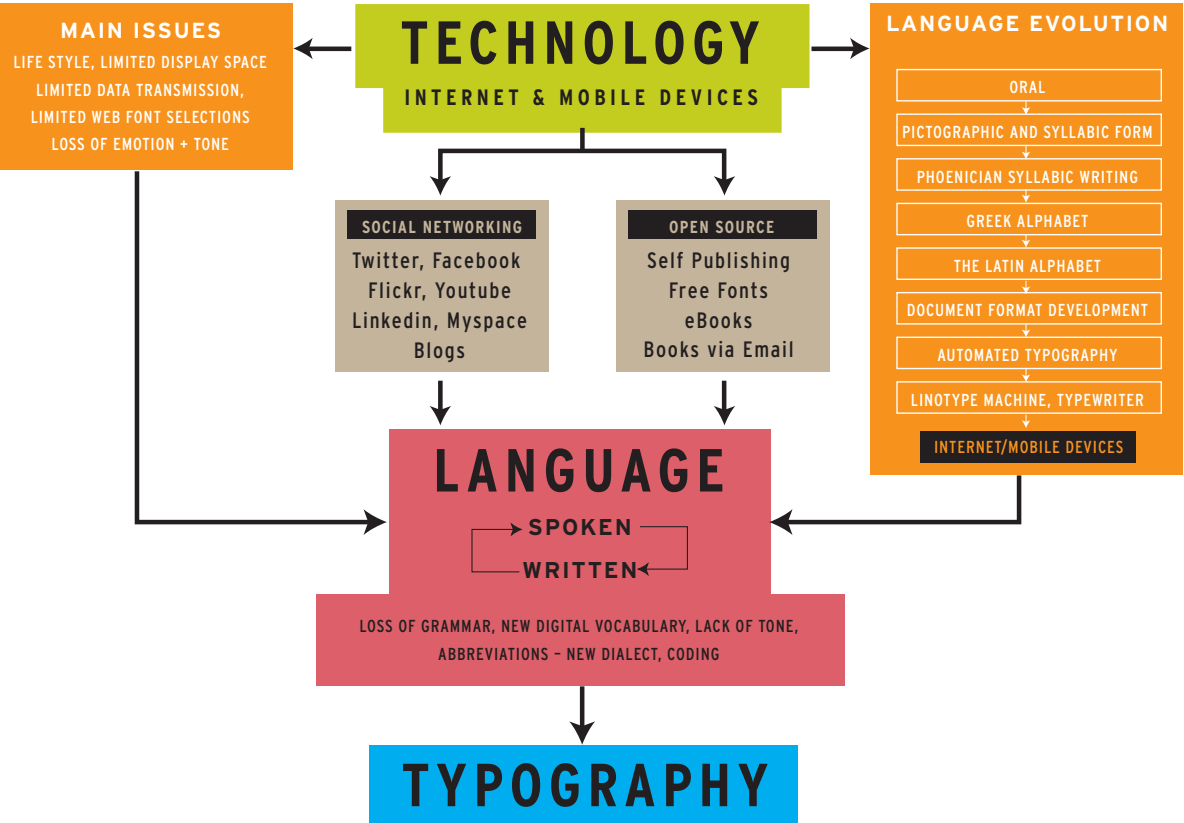 MAIN ISSUES
LIFE STYLE, LIMITED DISPLAY SPACE
LIMITED DATA TRANSMISSION,
LIMITED WEB FONT SELECTIONS
LOSS OF EMOTION + TONE
TECHNOLOGY
INTERNET & MOBILE DEVICES
LANGUAGE EVOLUTION
ORAL
PICTOGRAPHIC AND SYLLABIC FORM
PHOENICIAN SYLLABIC WRITING
GREEK ALPHABET
THE LATIN ALPHABET
DOCUMENT FORMAT DEVELOPMENT
AUTOMATED TYPOGRAPHY
LINOTYPE MACHINE, TYPEWRITER
INTERNET/MOBILE DEVICES
SOCIAL NETWORKING
Twitter, Facebook
Flickr, Youtube
Linkedin, Myspace
Blogs
OPEN SOURCE
Self Publishing
Free Fonts
eBooks
Books via Email
LANGUAGE
SPOKEN
WRITTEN
LOSS OF GRAMMAR, NEW DIGITAL VOCABULARY, LACK OF TONE,
ABBREVIATIONS – NEW DIALECT, CODING
TYPOGRAPHY